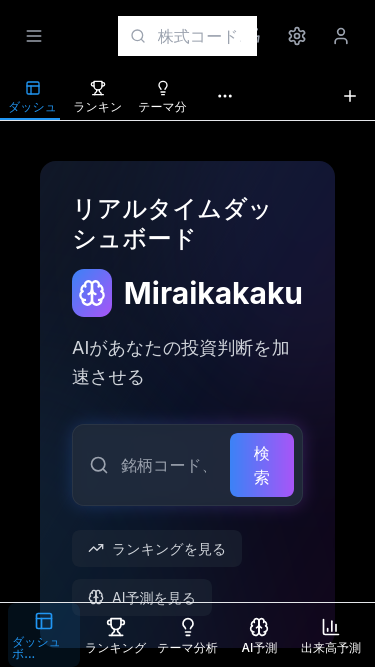 株式コード
ダッシュ
ランキン
テーマ分
リアルタイムダッ
シュボード
Miraikakaku
AIがあなたの投資判断を加
速させる
銘柄コード、
検
索
ランキングを見る
AI予測を見る
ダッシュ
ボ...
ランキング
テーマ分析
AI予測
出来高予測